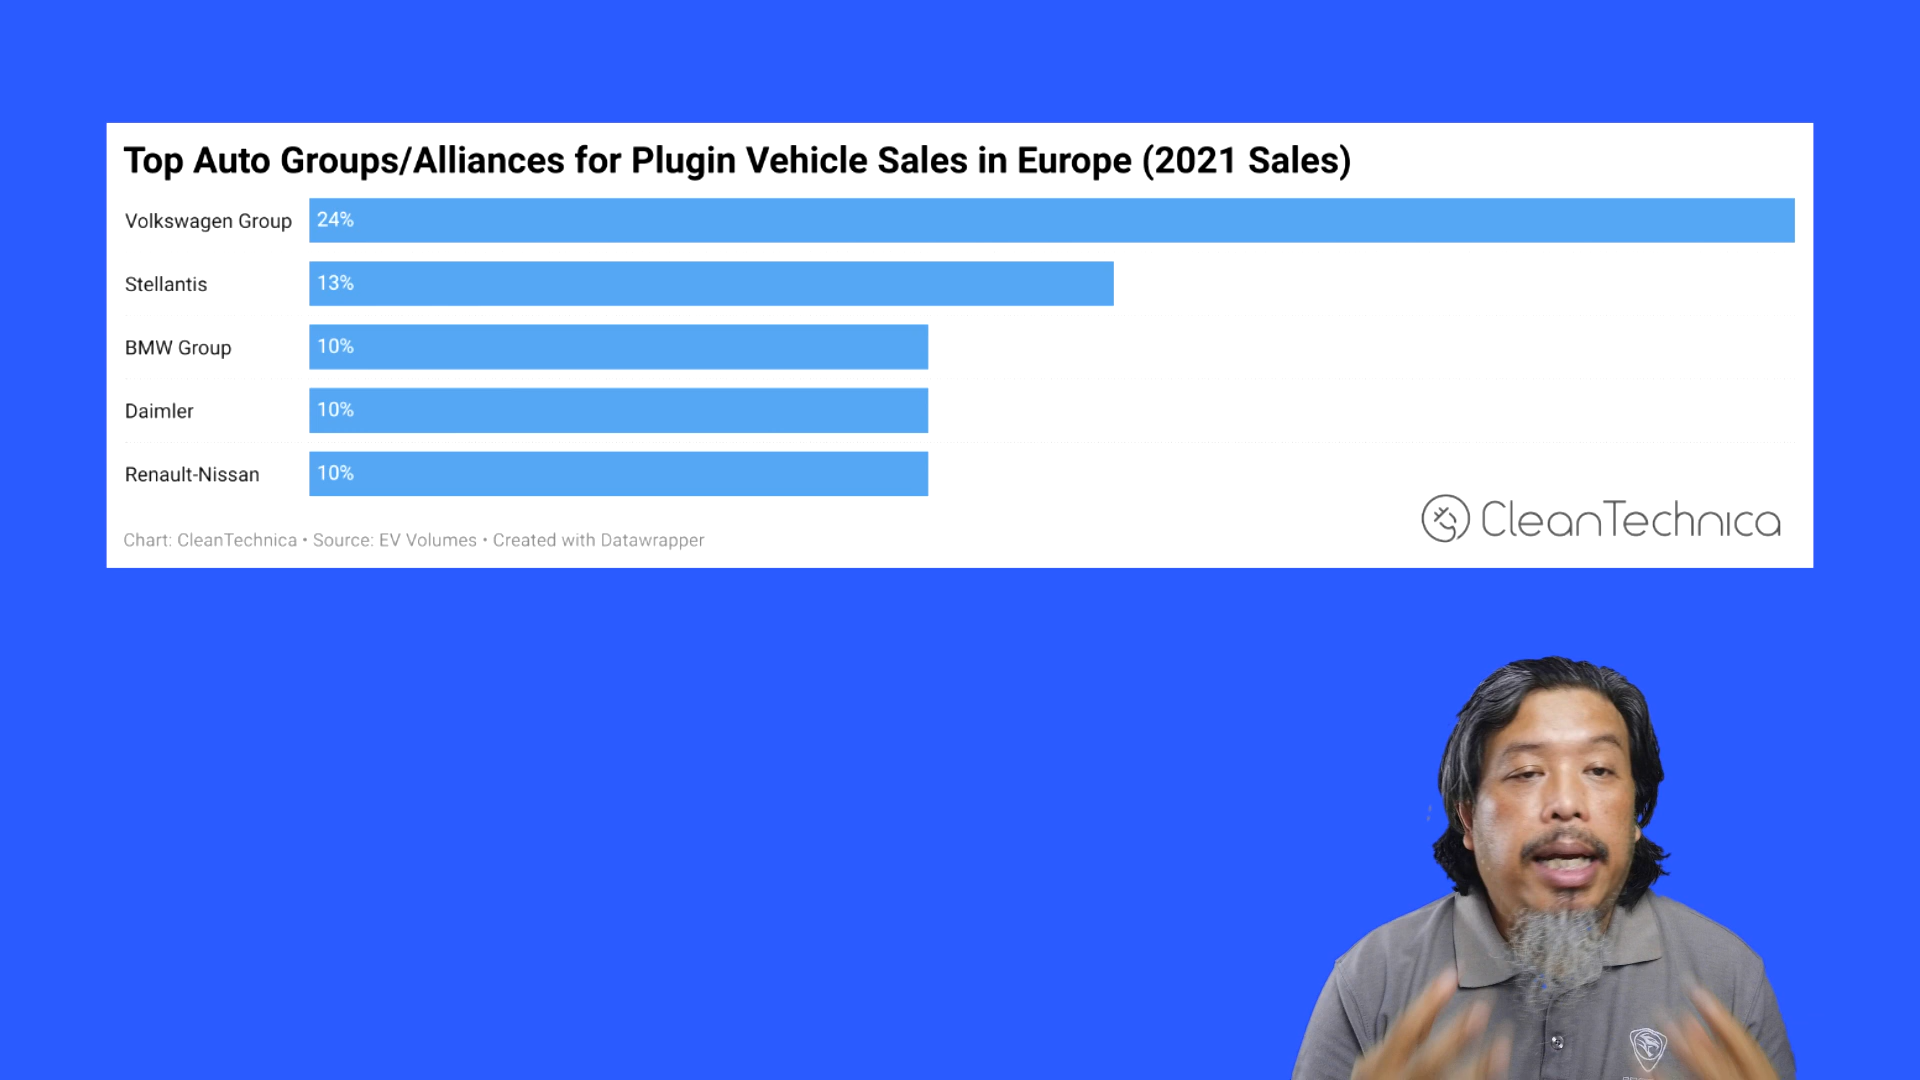 Top Auto Groups/Alliances for Plugin Vehicle Sales in Europe (2021 Sales)
Volkswagen Group 24%
Stellantis 13%
BMW Group 10%
Daimler 10%
Renault-Nissan 10%
Chart: CleanTechnica • Source: EV Volumes • Created with Datawrapper
CleanTechnica